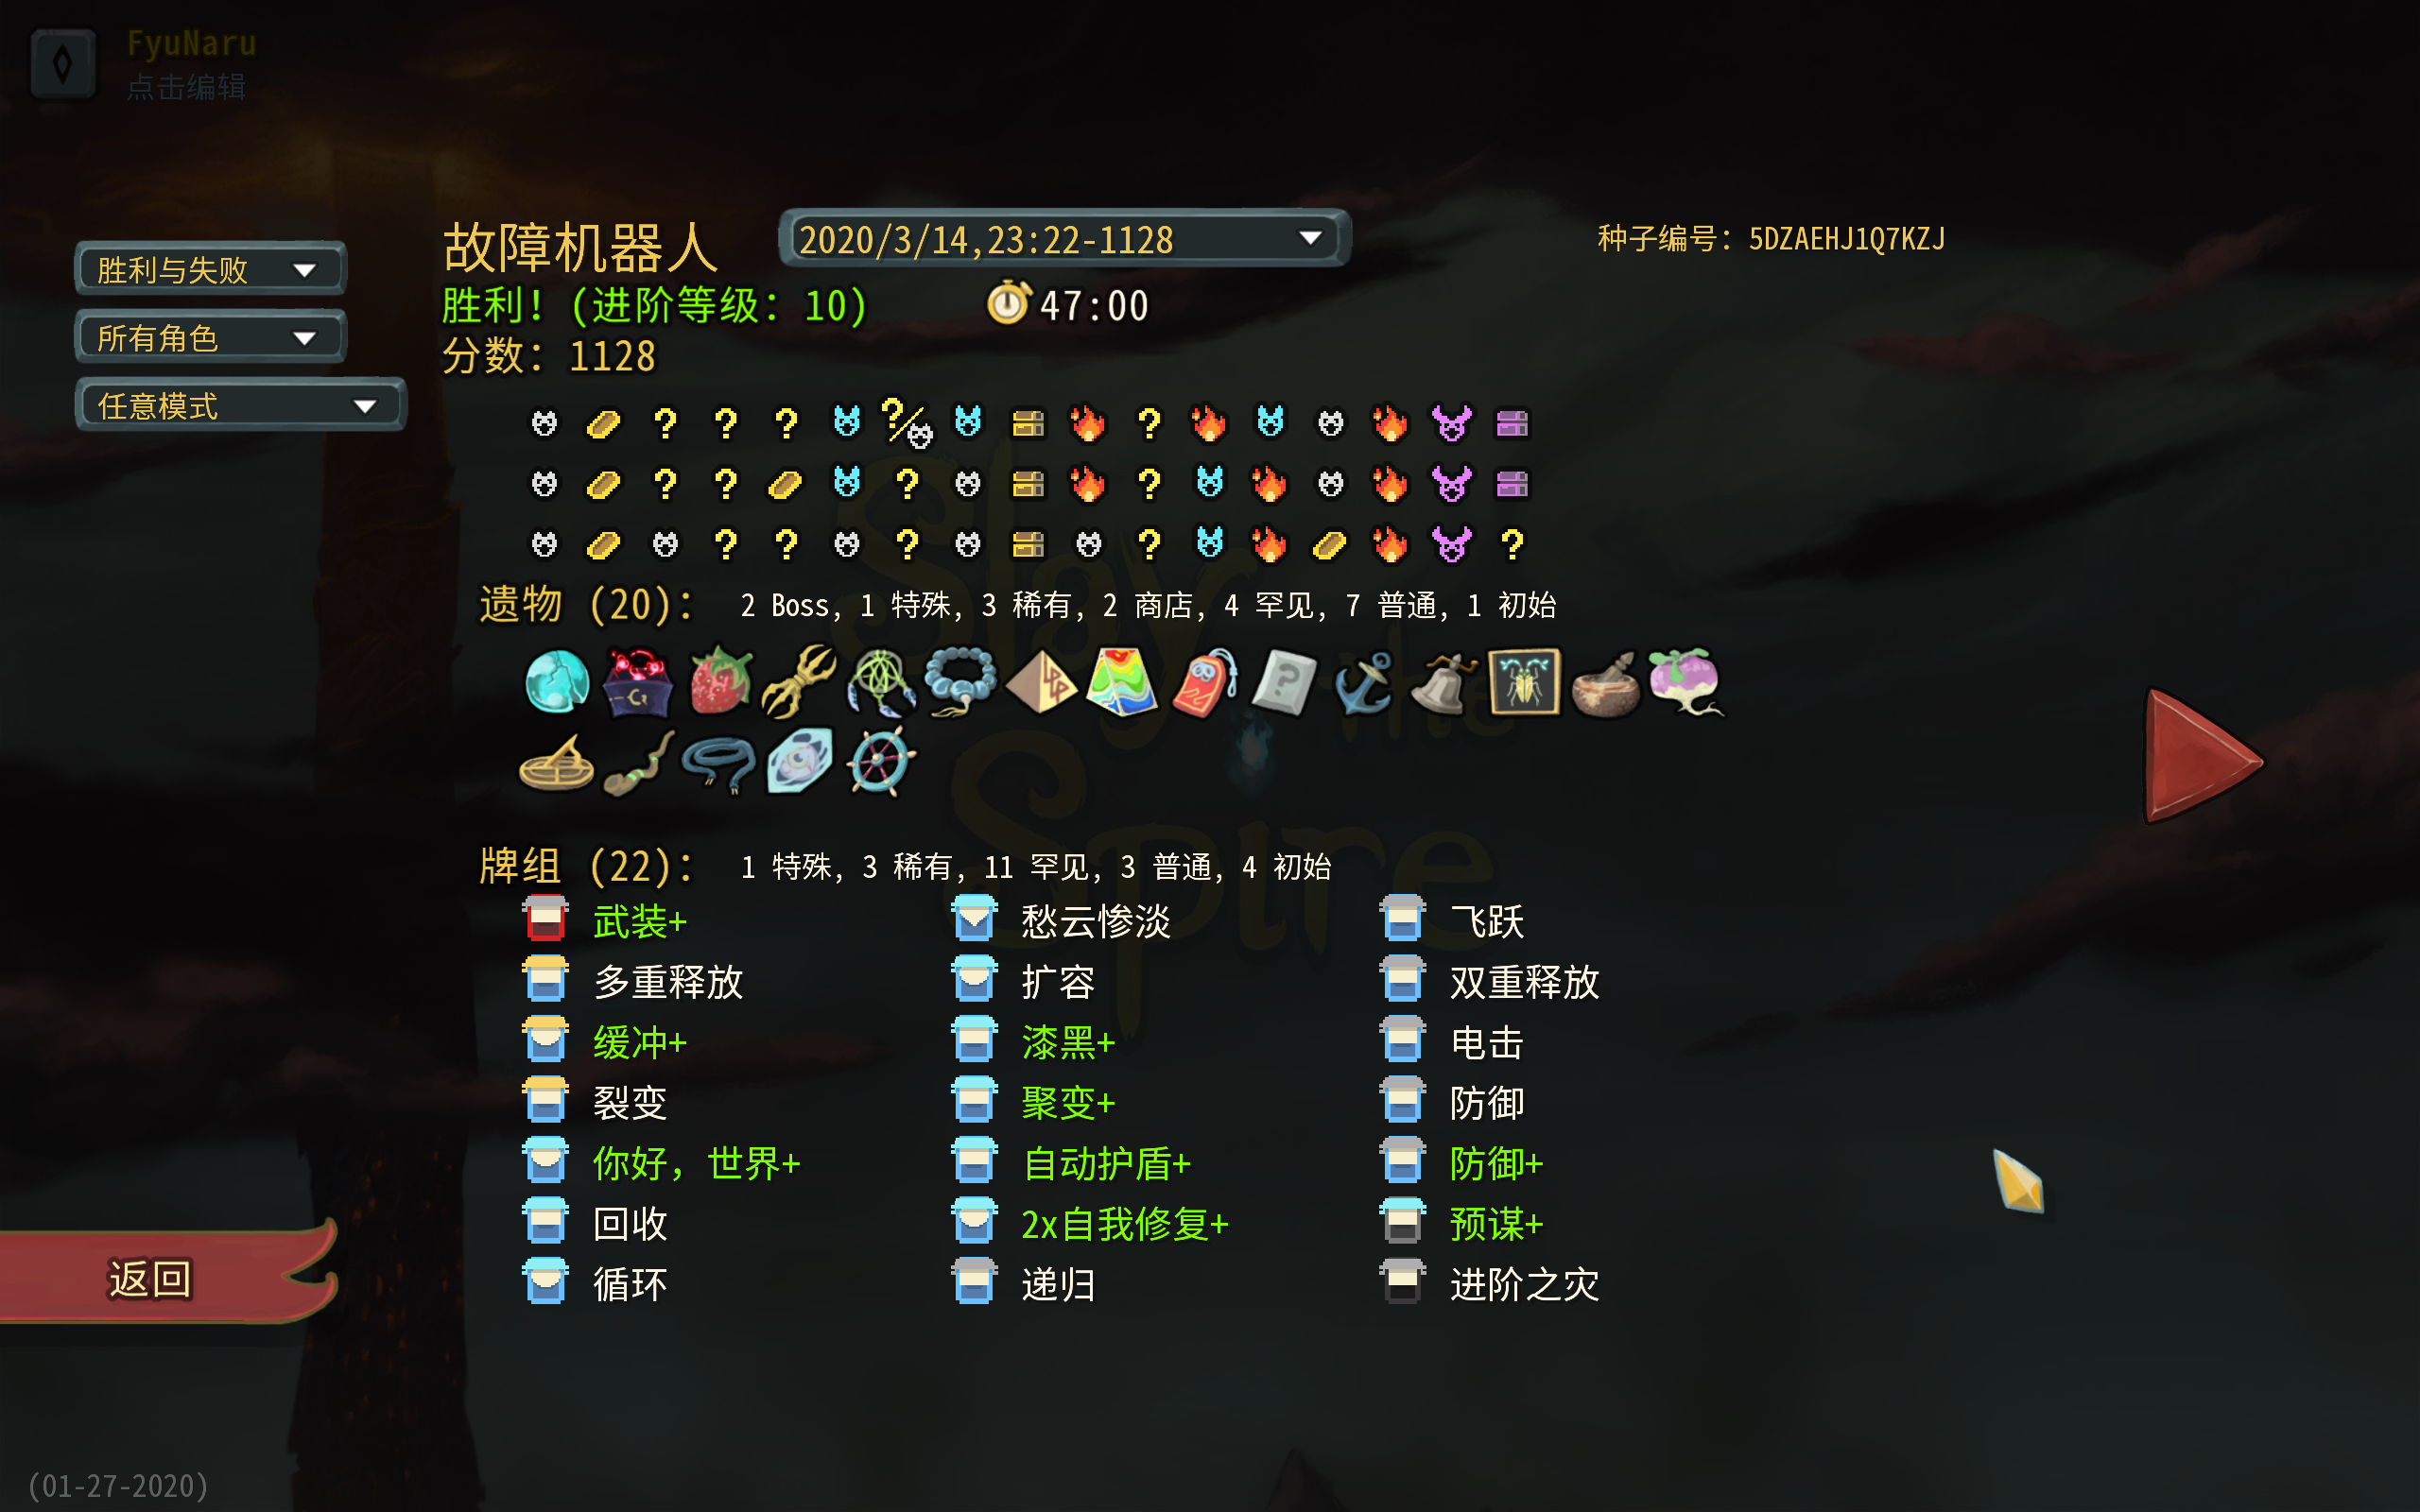 FyuNaru
点击编辑
故障机器人
2020/3/14,23:22-1128
种子编号: 5DZAEHJ1Q7KZJ
胜利与失败
所有角色
任意模式
胜利! (进阶等级: 10)
47:00
分数: 1128
遗物 (20):
2 Boss, 1 特殊, 3 稀有, 2 商店, 4 罕见, 7 普通, 1 初始
牌组 (22):
1 特殊, 3 稀有, 11 罕见, 3 普通, 4 初始
武装+
愁云惨淡
飞跃
多重释放
扩容
双重释放
缓冲+
漆黑+
电击
裂变
聚变+
防御
你好, 世界+
自动护盾+
防御+
回收
2x自我修复+
预谋+
循环
递归
进阶之灾
返回
Slay
the
Spire
(01-27-2020)